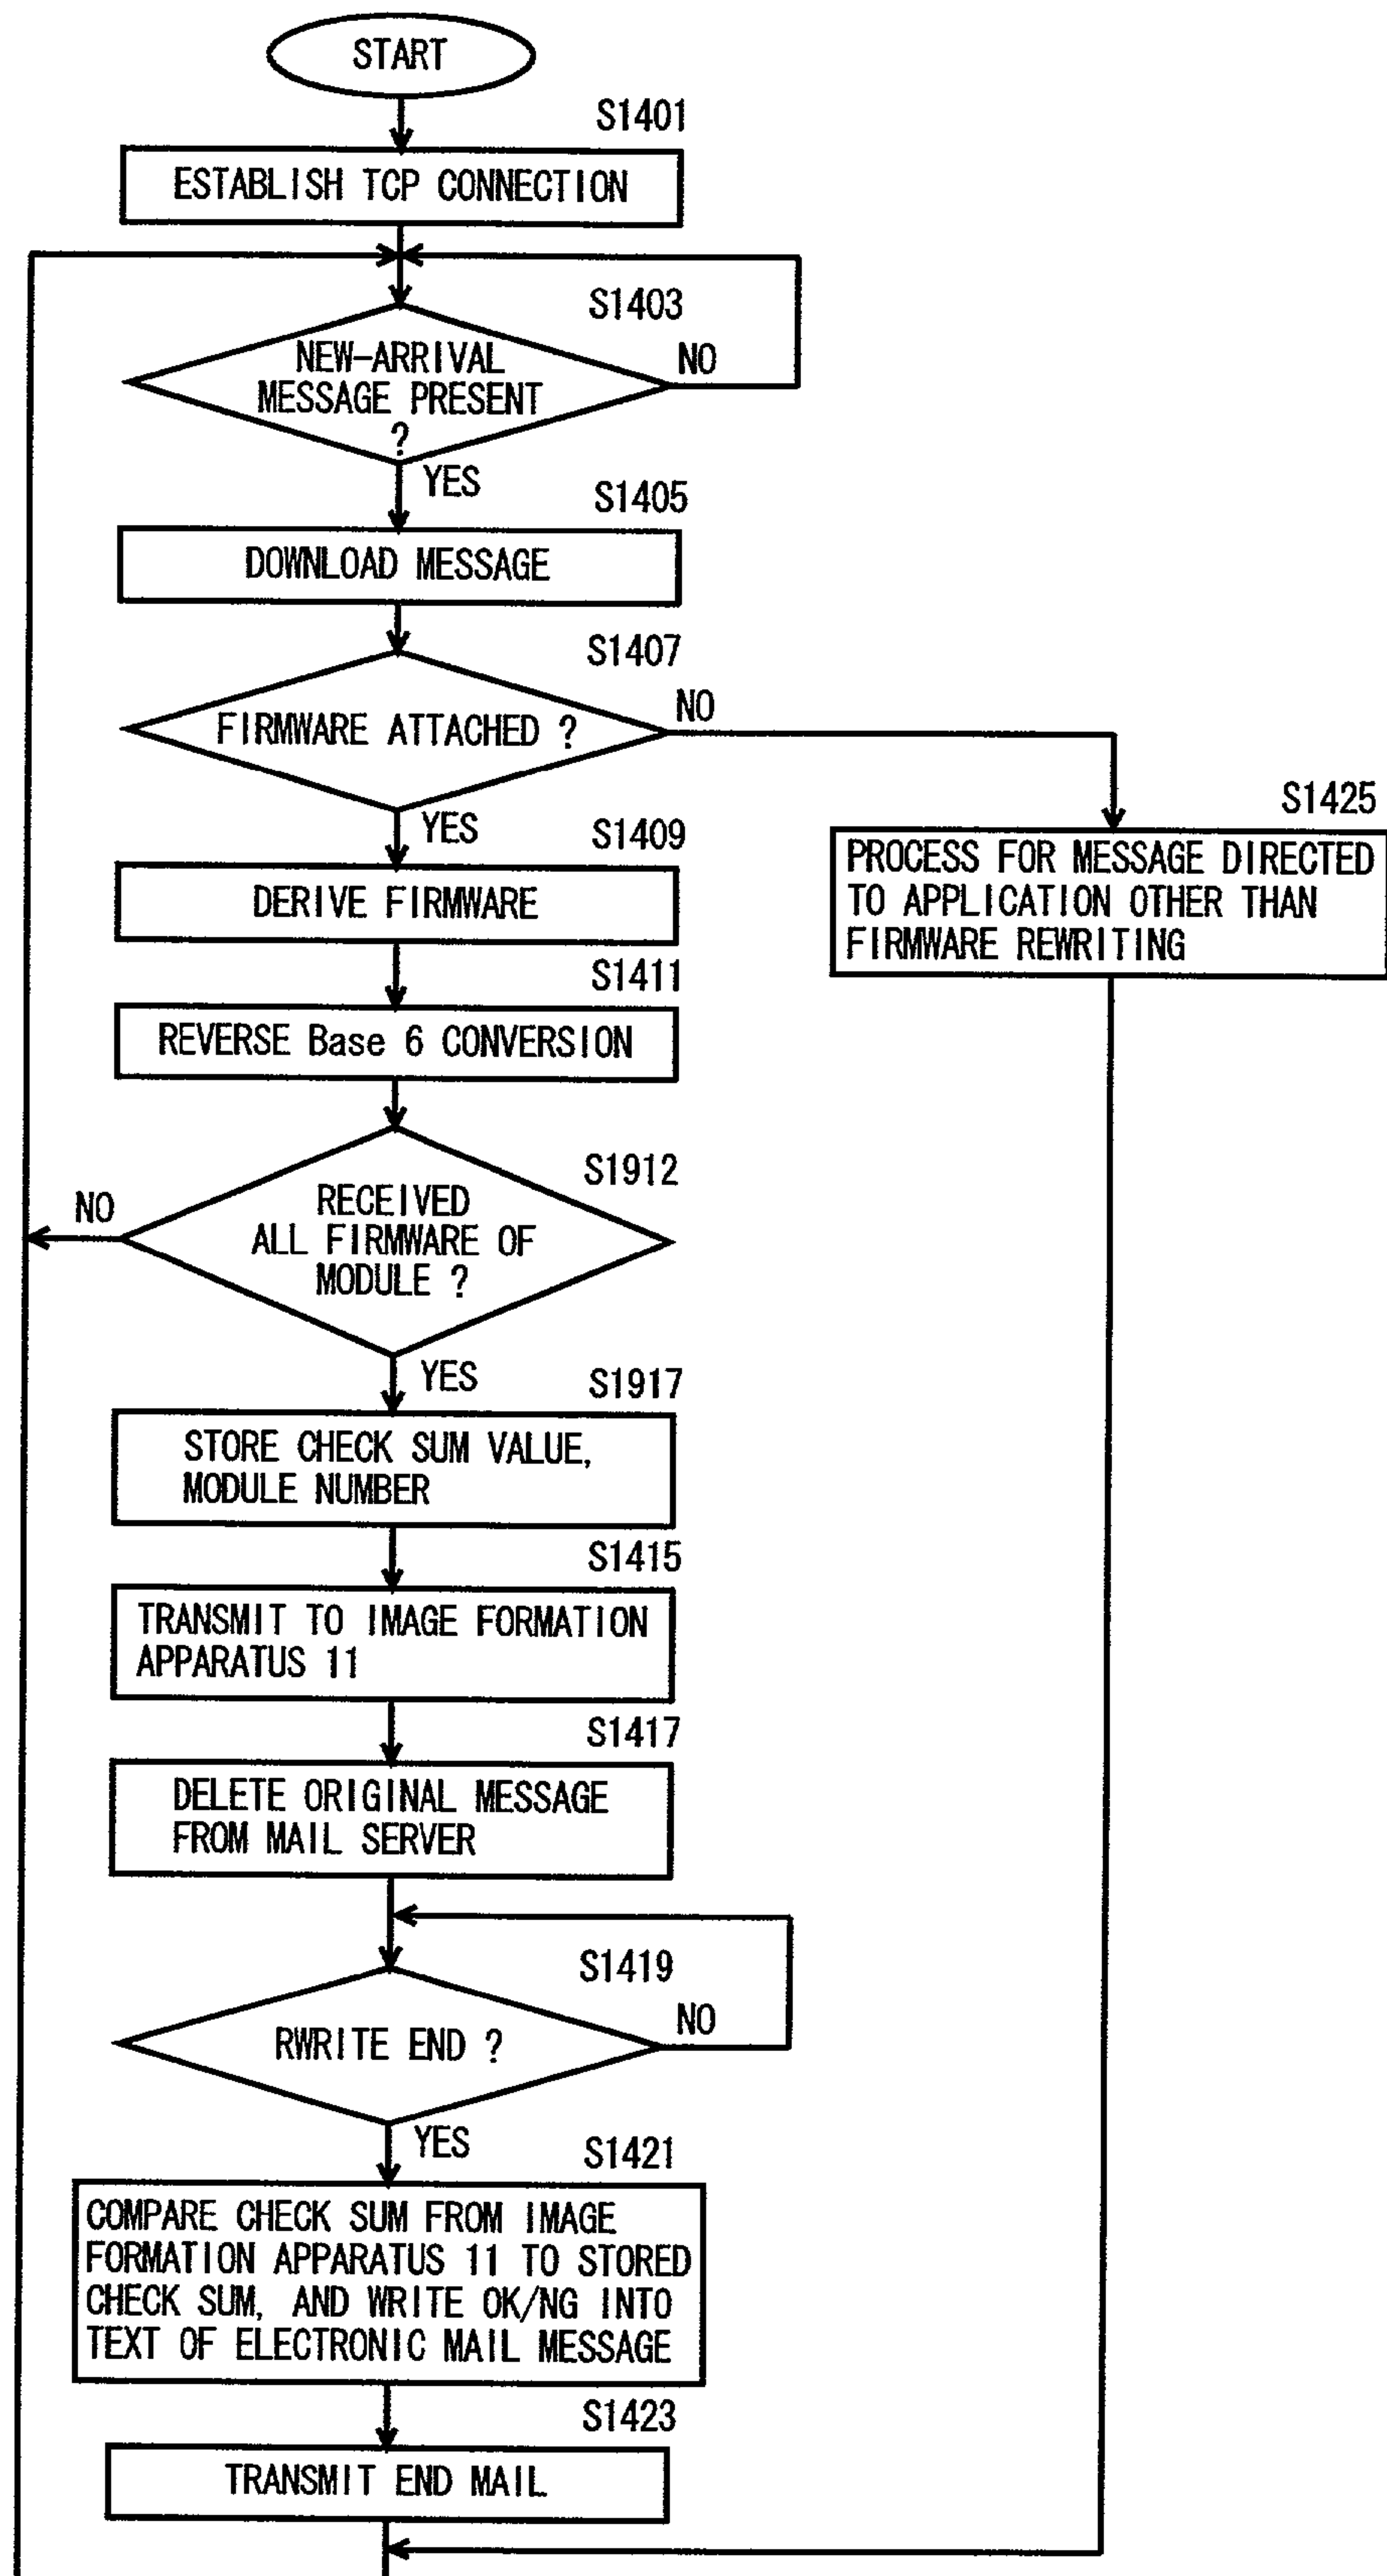 START
S1401
ESTABLISH TCP CONNECTION
S1403
NEW-ARRIVAL
MESSAGE PRESENT
?
NO
YES
S1405
DOWNLOAD MESSAGE
S1407
FIRMWARE ATTACHED ?
NO
YES
S1425
PROCESS FOR MESSAGE DIRECTED
TO APPLICATION OTHER THAN
FIRMWARE REWRITING
S1409
DERIVE FIRMWARE
S1411
REVERSE Base 6 CONVERSION
S1912
RECEIVED
ALL FIRMWARE OF
MODULE ?
NO
YES
S1917
STORE CHECK SUM VALUE,
MODULE NUMBER
S1415
TRANSMIT TO IMAGE FORMATION
APPARATUS 11
S1417
DELETE ORIGINAL MESSAGE
FROM MAIL SERVER
S1419
RWRITE END ?
NO
YES
S1421
COMPARE CHECK SUM FROM IMAGE
FORMATION APPARATUS 11 TO STORED
CHECK SUM, AND WRITE OK/NG INTO
TEXT OF ELECTRONIC MAIL MESSAGE
S1423
TRANSMIT END MAIL